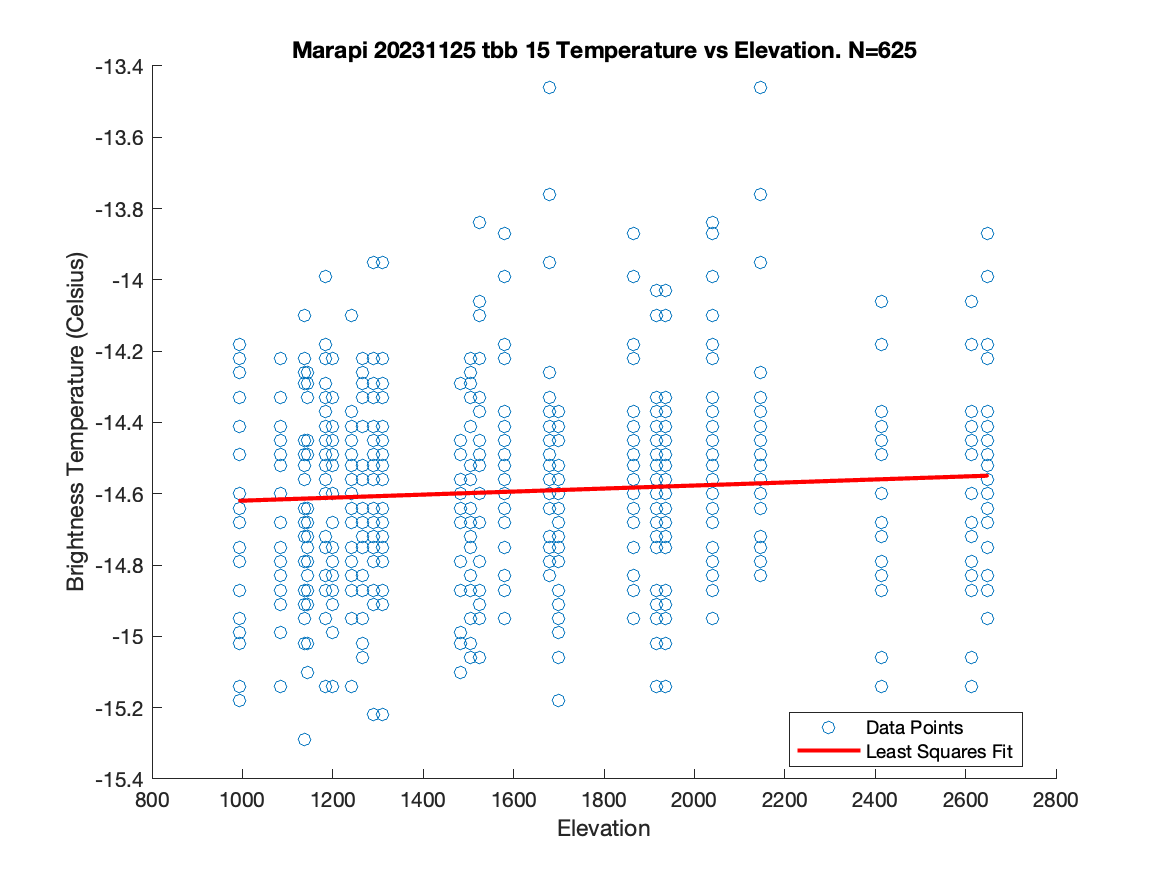 Marapi 20231125 tbb 15 Temperature vs Elevation. N=625
-13.4
-13.6
-13.8
-14
-14.2
-14.4
-14.6
-14.8
-15
-15.2
-15.4
Brightness Temperature (Celsius)
Data Points
Least Squares Fit
800 1000 1200 1400 1600 1800 2000 2200 2400 2600 2800
Elevation